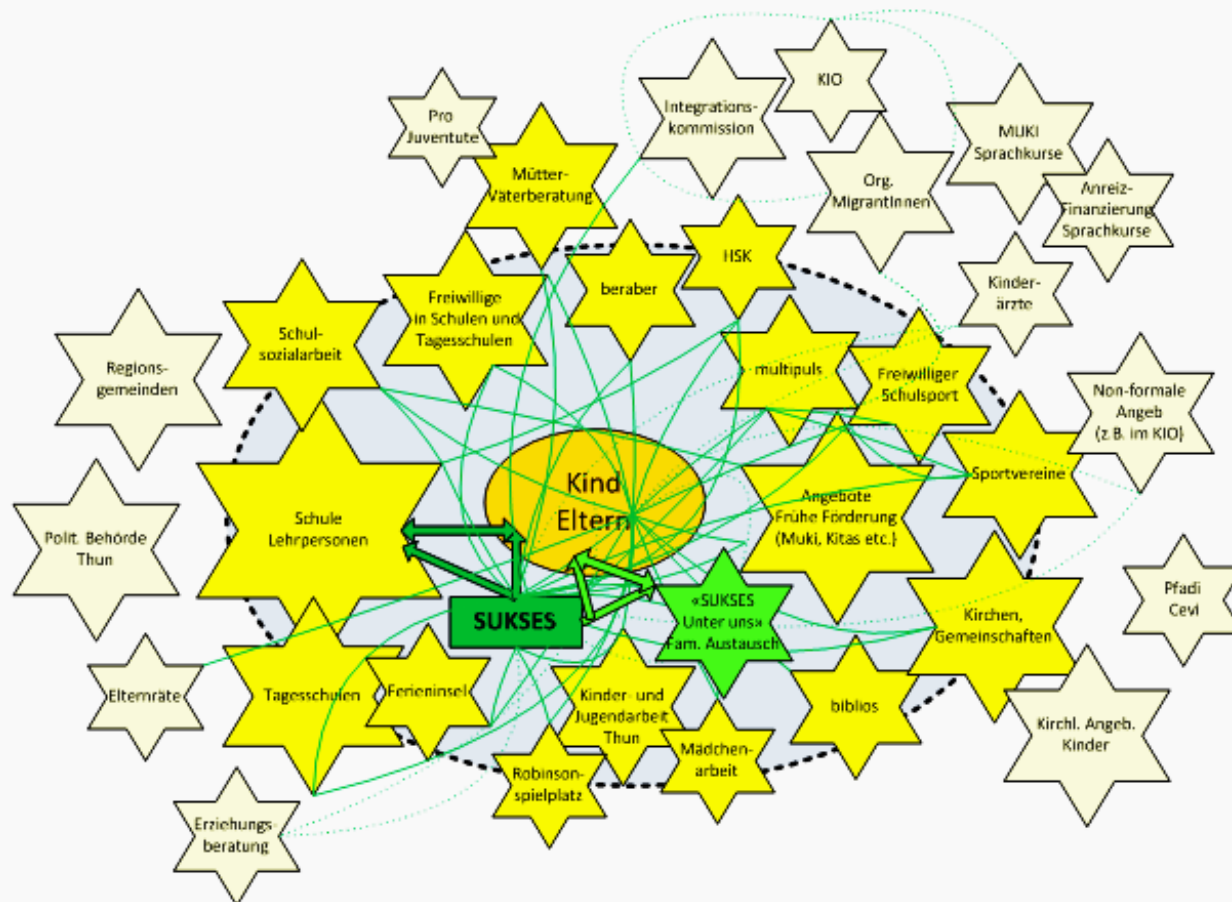 KIO
Integrations-
kommission
Pro
Juventute
MUKI
Sprachkurse
Mütter-
Väterberatung
Org.
MigrantInnen
Anreiz-
Finanzierung
Sprachkurse
HSK
beraber
Kinder-
ärzte
Freiwillige
in Schulen und
Tagesschulen
Schul-
sozialarbeit
Regions-
gemeinden
multipuls
Freiwilliger
Schulsport
Non-formale
Angeb
(z.B. im KIO)
Sportvereine
Kind
Eltern
Angebote
Frühe Förderung
(Muki, Kitas etc.)
Schule
Lehrpersonen
Polit. Behörde
Thun
Pfadi
Cevi
SUKSES
«SUKSES
Unter uns»
Fam. Austausch
Kirchen,
Gemeinschaften
Elternräte
Tagesschulen
Ferieninsel
Kinder- und
Jugendarbeit
Thun
biblios
Kirchl. Angeb.
Kinder
Mädchen-
arbeit
Robinson-
spielplatz
Erziehungs-
beratung